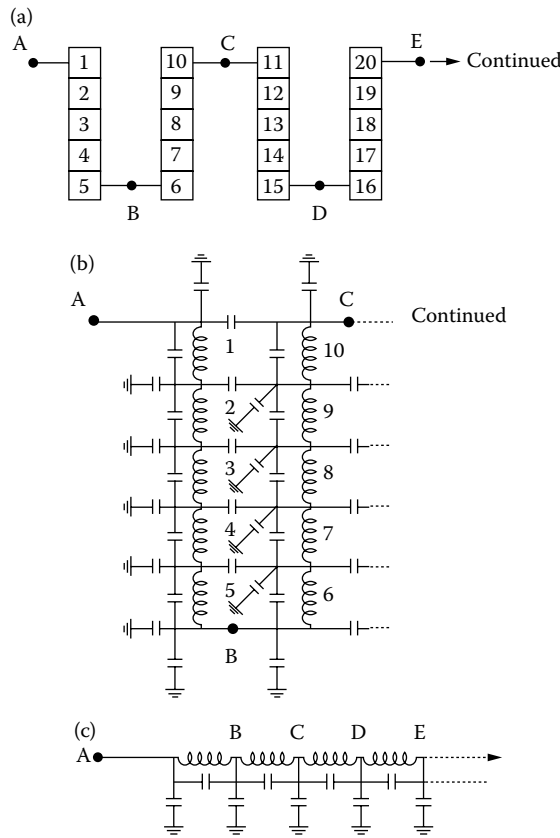 (a)
A
C
E
Continued
1 10 11 20
2 9 12 19
3 8 13 18
4 7 14 17
5 6 15 16
B
D
(b)
A
C
Continued
1 10
2 9
3 8
4 7
5 6
B
(c)
A
B C D E